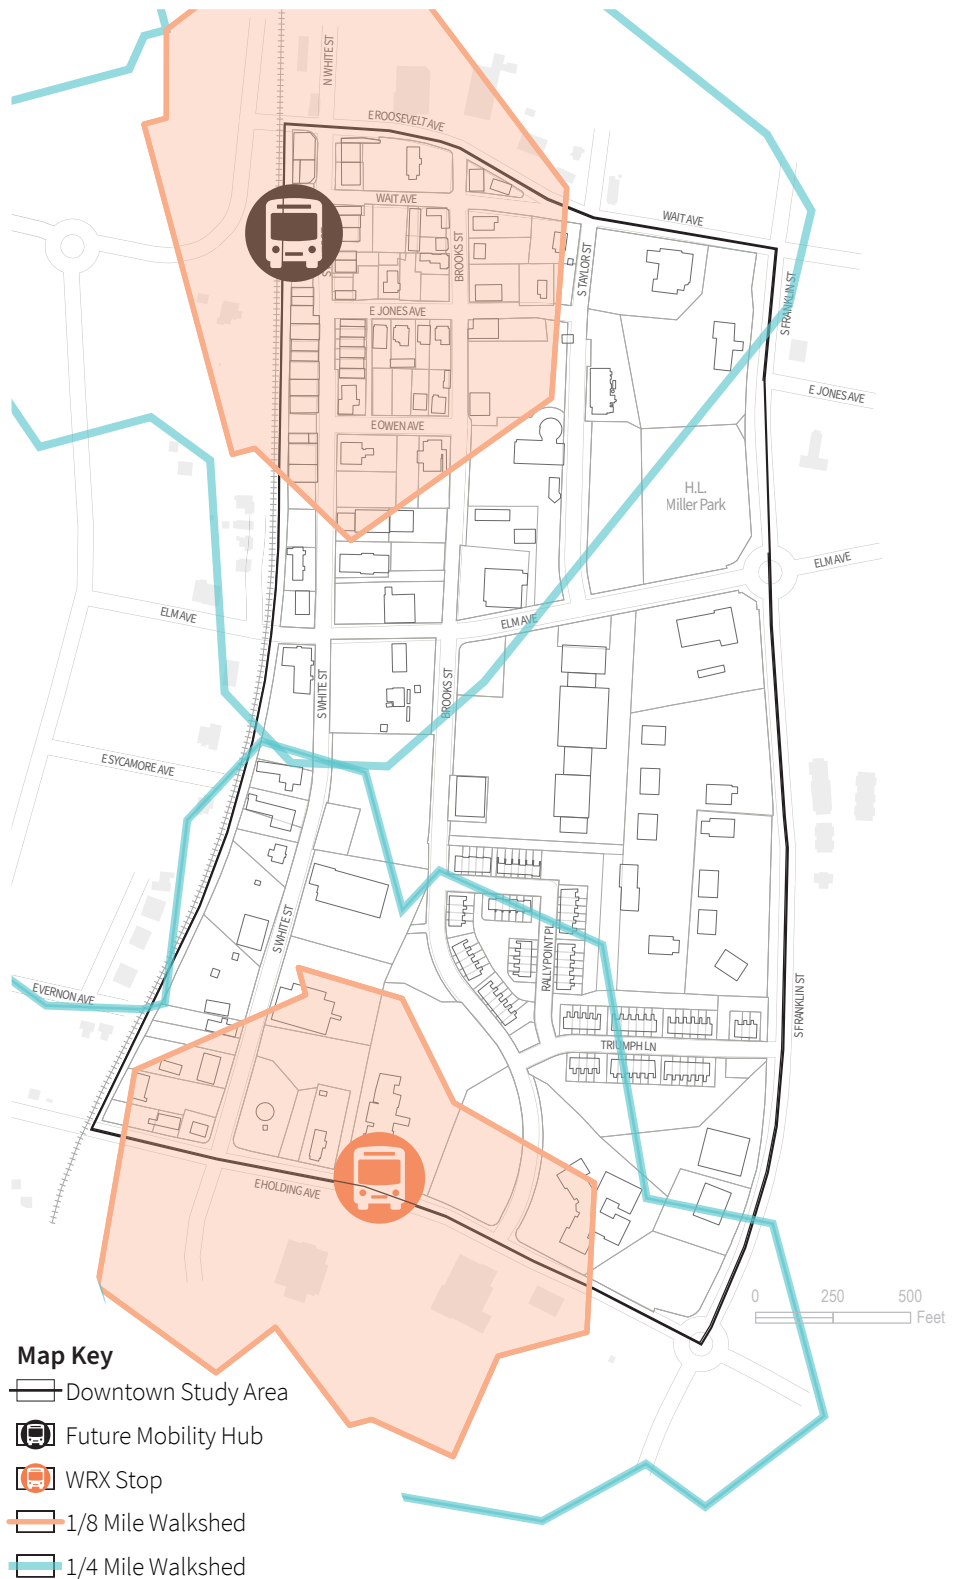 N WHITE ST
E ROOSEVELT AVE
WAIT AVE
WAIT AVE
BROOKS ST
S TAYLOR ST
S FRANKLIN ST
E JONES AVE
E JONES AVE
E OWEN AVE
H.L.
Miller Park
ELM AVE
ELM AVE
ELM AVE
S WHITE ST
BROOKS ST
E SYCAMORE AVE
S WHITE ST
RALLY POINT PL
E VERNON AVE
S FRANKLIN ST
TRIUMPH LN
E HOLDING AVE
0 250 500
Feet
Map Key
Downtown Study Area
Future Mobility Hub
WRX Stop
1/8 Mile Walkshed
1/4 Mile Walkshed